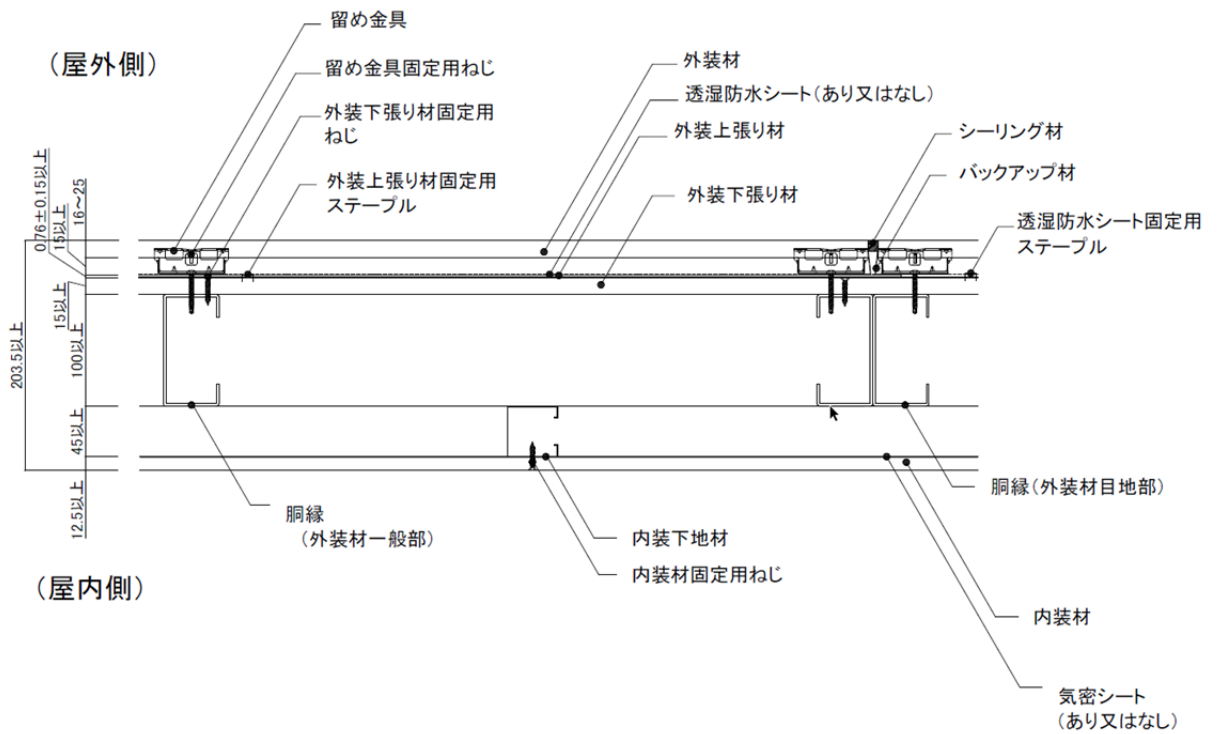 留め金具
(屋外側)
留め金具固定用ねじ
外装下張り材固定用
ねじ
外装上張り材固定用
ステープル
外装材
透湿防水シート(あり又はなし)
外装上張り材
外装下張り材
シーリング材
バックアップ材
透湿防水シート固定用
ステープル
16~25
15以上
0.76±0.15以上
15以上
100以上
203.5以上
45以上
12.5以上
胴縁
(外装材一般部)
胴縁(外装材目地部)
内装下地材
内装材固定用ねじ
(屋内側)
内装材
気密シート
(あり又はなし)